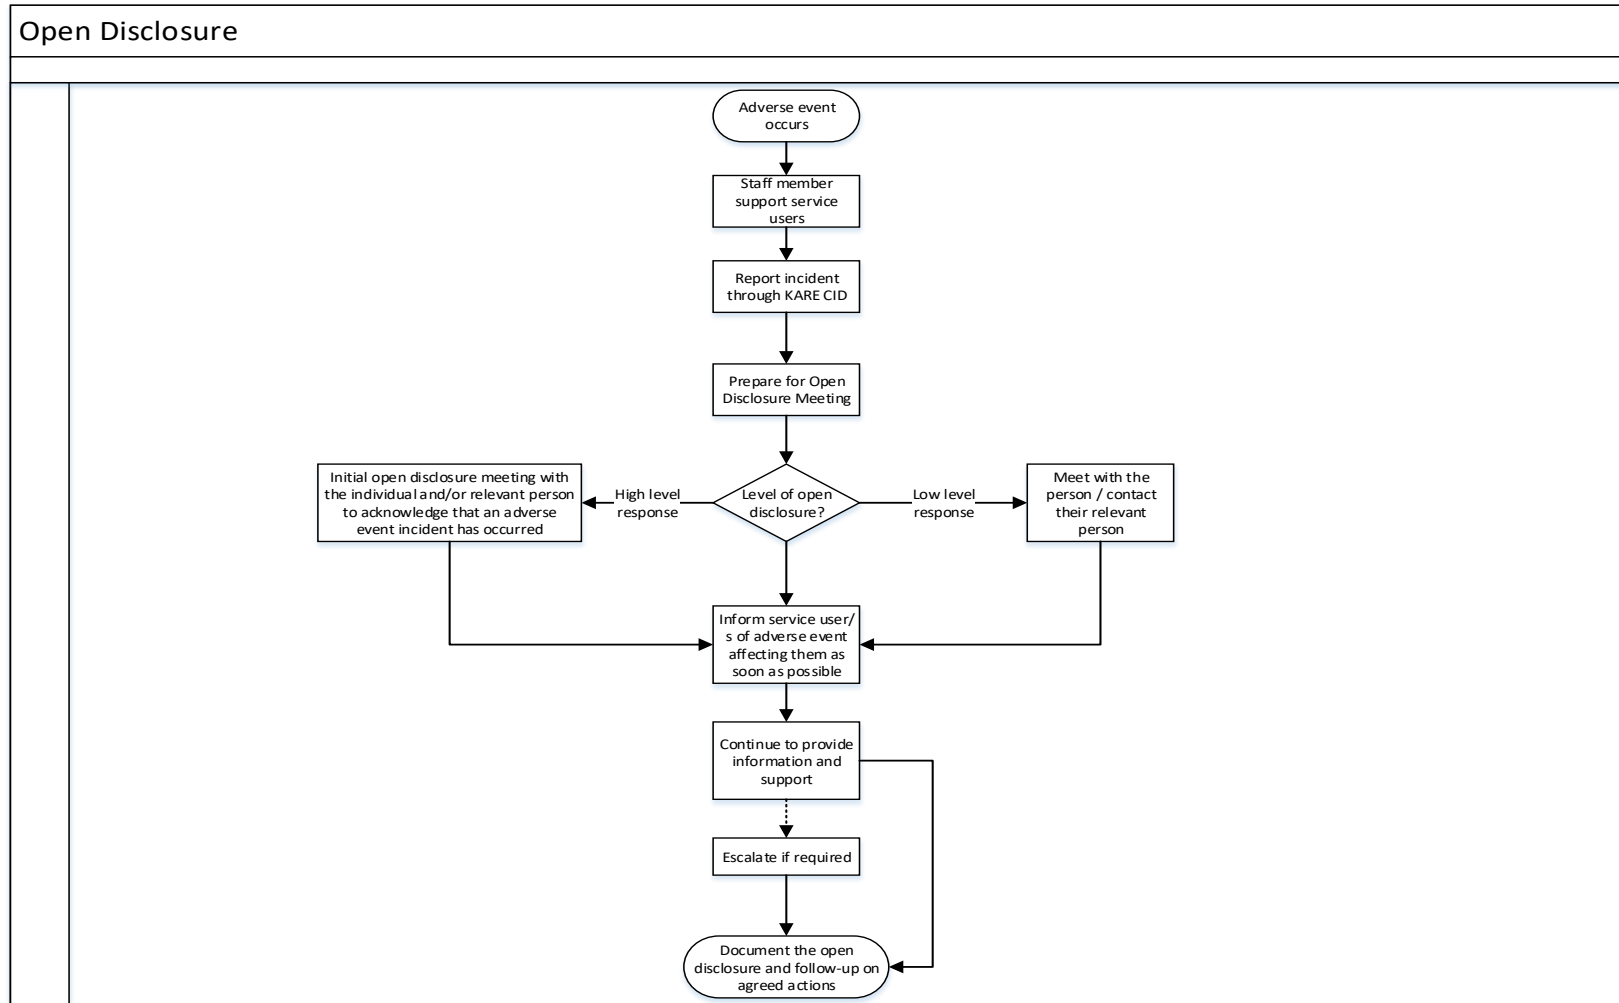 Open Disclosure
Adverse event
occurs
Staff member
support service
users
Report incident
through KARE CID
Prepare for Open
Disclosure Meeting
Initial open disclosure meeting with
the individual and/or relevant person
to acknowledge that an adverse
event incident has occurred
High level
response
Level of open
disclosure?
Low level
response
Meet with the
person / contact
their relevant
person
Inform service user/
s of adverse event
affecting them as
soon as possible
Continue to provide
information and
support
Escalate if required
Document the open
disclosure and follow-up on
agreed actions